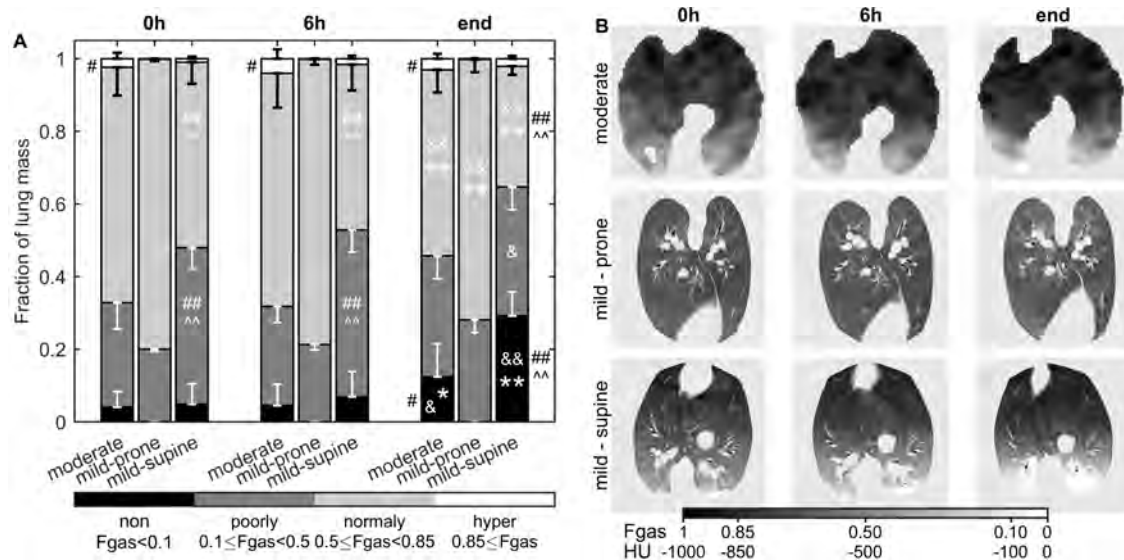 A
0h
6h
end
Fraction of lung mass
1
0.8
0.6
0.4
0.2
0
#
#
#
##
^^
##
^^
#
##
^^
##
^^
&
&&
**
*
&
moderate
mild-prone
mild-supine
moderate
mild-prone
mild-supine
moderate
mild-prone
mild-supine
non
poorly
normaly
hyper
Fgas<0.1
0.1≤Fgas<0.5
0.5≤Fgas<0.85
0.85≤Fgas
B
0h
6h
end
moderate
mild - prone
mild - supine
Fgas 1 0.85 0.50 0.10 0
HU -1000 -850 -500 -100 0